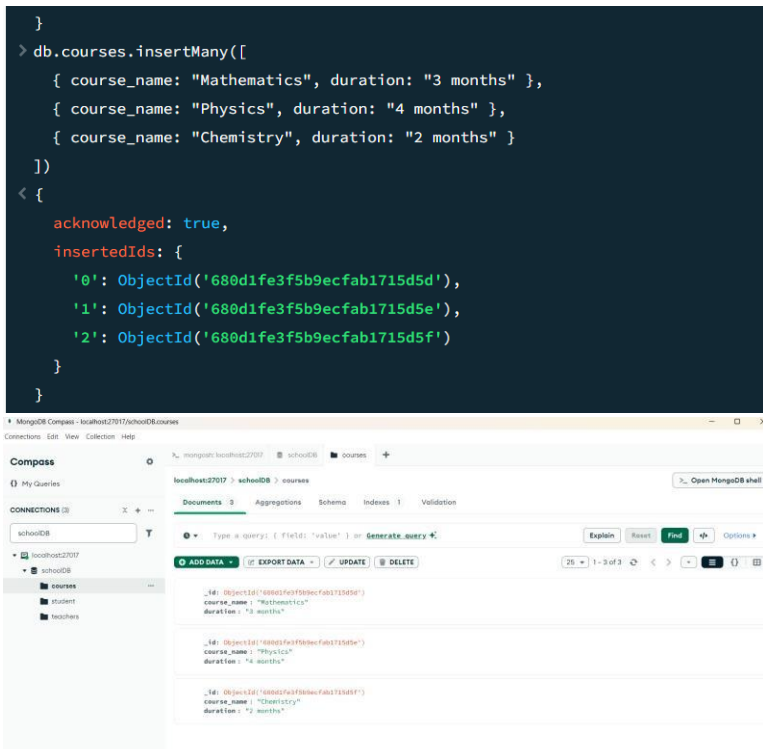 }
> db.courses.insertMany([
{ course_name: "Mathematics", duration: "3 months" },
{ course_name: "Physics", duration: "4 months" },
{ course_name: "Chemistry", duration: "2 months" }
])
< {
acknowledged: true,
insertedIds: {
'0': ObjectId('680d1fe3f5b9ecfab1715d5d'),
'1': ObjectId('680d1fe3f5b9ecfab1715d5e'),
'2': ObjectId('680d1fe3f5b9ecfab1715d5f')
}
}
MongoDB Compass - localhost:27017/schoolDB.courses
Connections Edit View Collection Help
Compass
{} My Queries
CONNECTIONS (3)
schoolDB
localhost:27017
schoolDB
courses
student
teachers
>_ mongosh: localhost:27017 schoolDB courses +
localhost:27017 > schoolDB > courses >_ Open MongoDB shell
Documents 3 Aggregations Schema Indexes 1 Validation
Type a query: { field: 'value' } or Generate query Explain Reset Find </> Options
ADD DATA EXPORT DATA UPDATE DELETE 25 1 - 3 of 3
_id: ObjectId('680d1fe3f5b9ecfab1715d5d')
course_name : "Mathematics"
duration : "3 months"
_id: ObjectId('680d1fe3f5b9ecfab1715d5e')
course_name : "Physics"
duration : "4 months"
_id: ObjectId('680d1fe3f5b9ecfab1715d5f')
course_name : "Chemistry"
duration : "2 months"